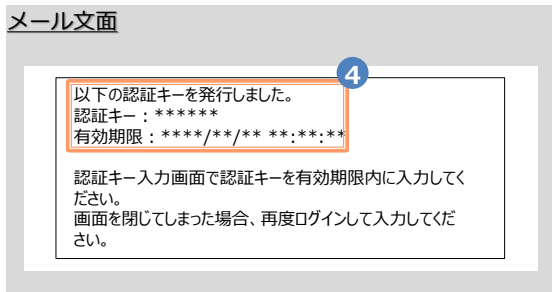 メール文面
4
以下の認証キーを発行しました。
認証キー：******
有効期限：****/**/** **:**:**
認証キー入力画面で認証キーを有効期限内に入力してく
ださい。
画面を閉じてしまった場合、再度ログインして入力してくだ
さい。